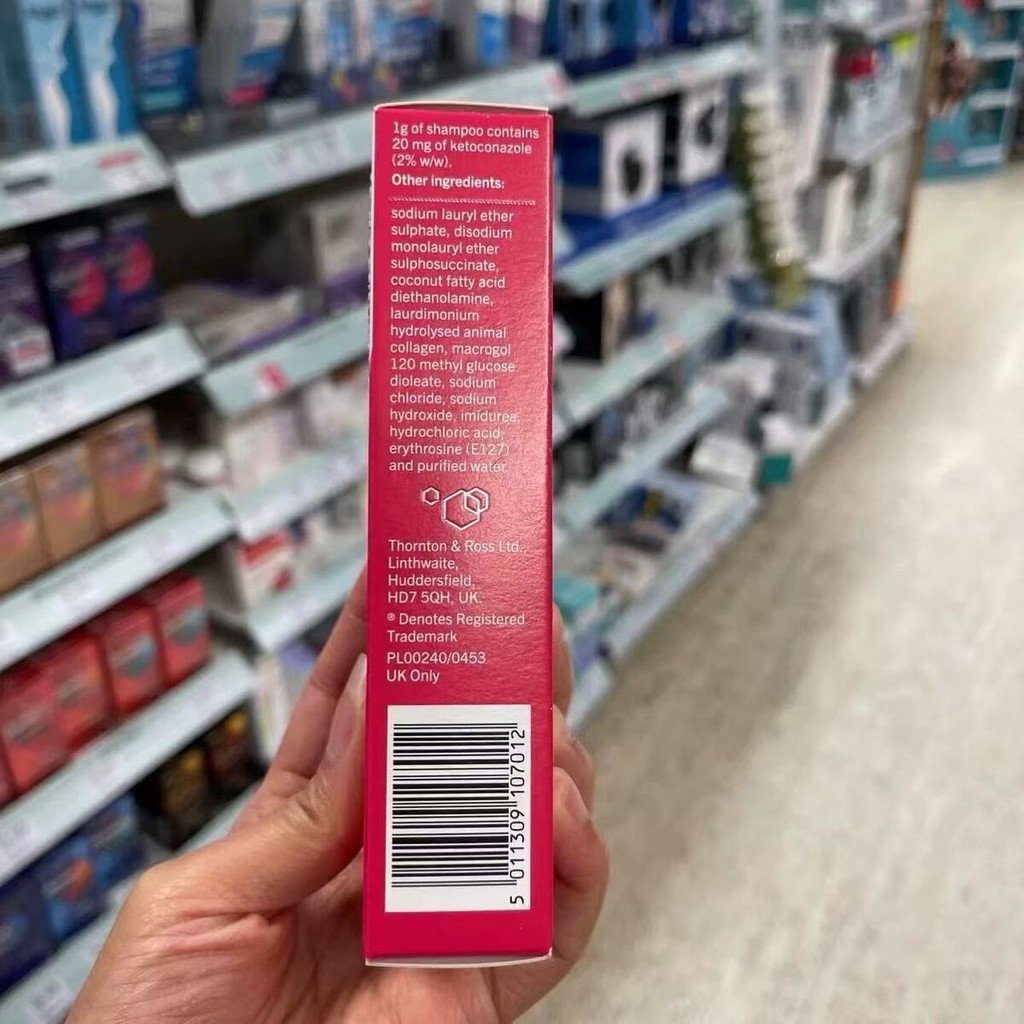 1g of shampoo contains
20 mg of ketoconazole
(2% w/w).
Other ingredients:
sodium lauryl ether
sulphate, disodium
monolauryl ether
sulphosuccinate,
coconut fatty acid
diethanolamine,
laurdimonium
hydrolysed animal
collagen, macrogol
120 methyl glucose
dioleate, sodium
chloride, sodium
hydroxide, imidurea,
hydrochloric acid,
erythrosine (E127)
and purified water.
Thornton & Ross Ltd.,
Linthwaite,
Huddersfield,
HD7 5QH, UK.
® Denotes Registered
Trademark
PL00240/0453
UK Only
5 011309 107012